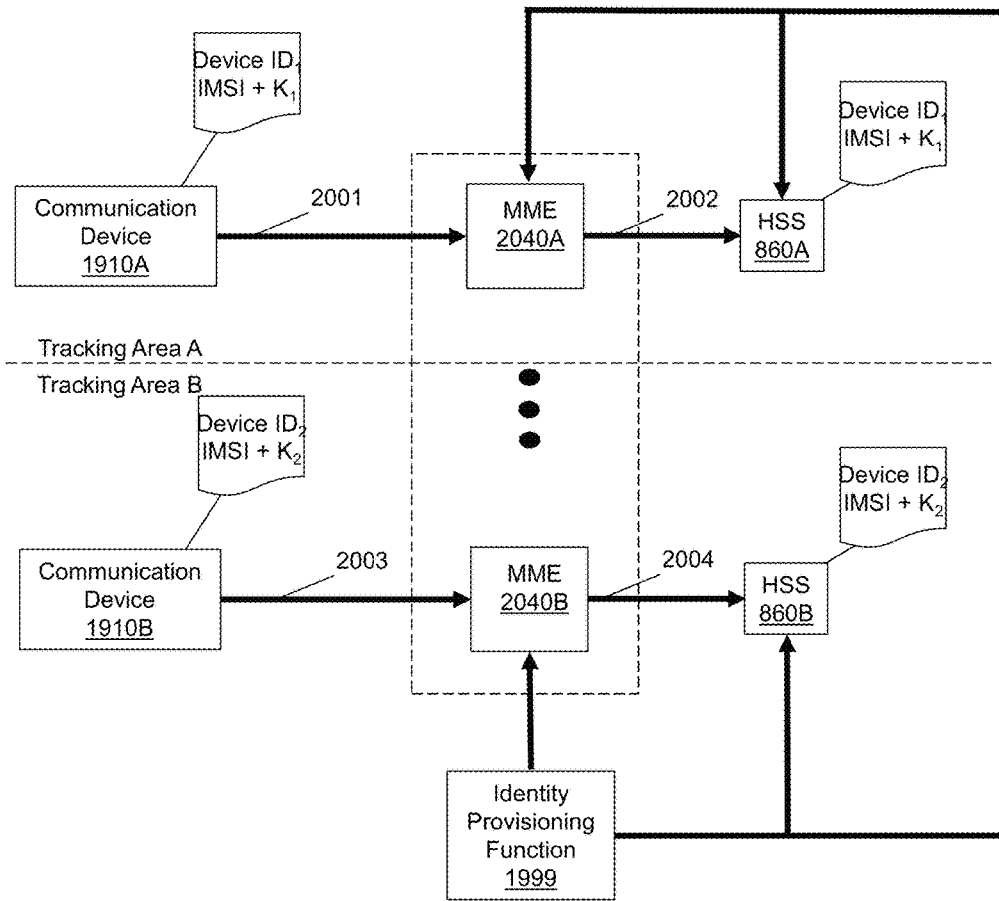 Device ID1
IMSI + K1
Device ID1
IMSI + K1
Communication
Device
1910A
2001
MME
2040A
2002
HSS
860A
Tracking Area A
Tracking Area B
Device ID2
IMSI + K2
Device ID2
IMSI + K2
Communication
Device
1910B
2003
MME
2040B
2004
HSS
860B
Identity
Provisioning
Function
1999